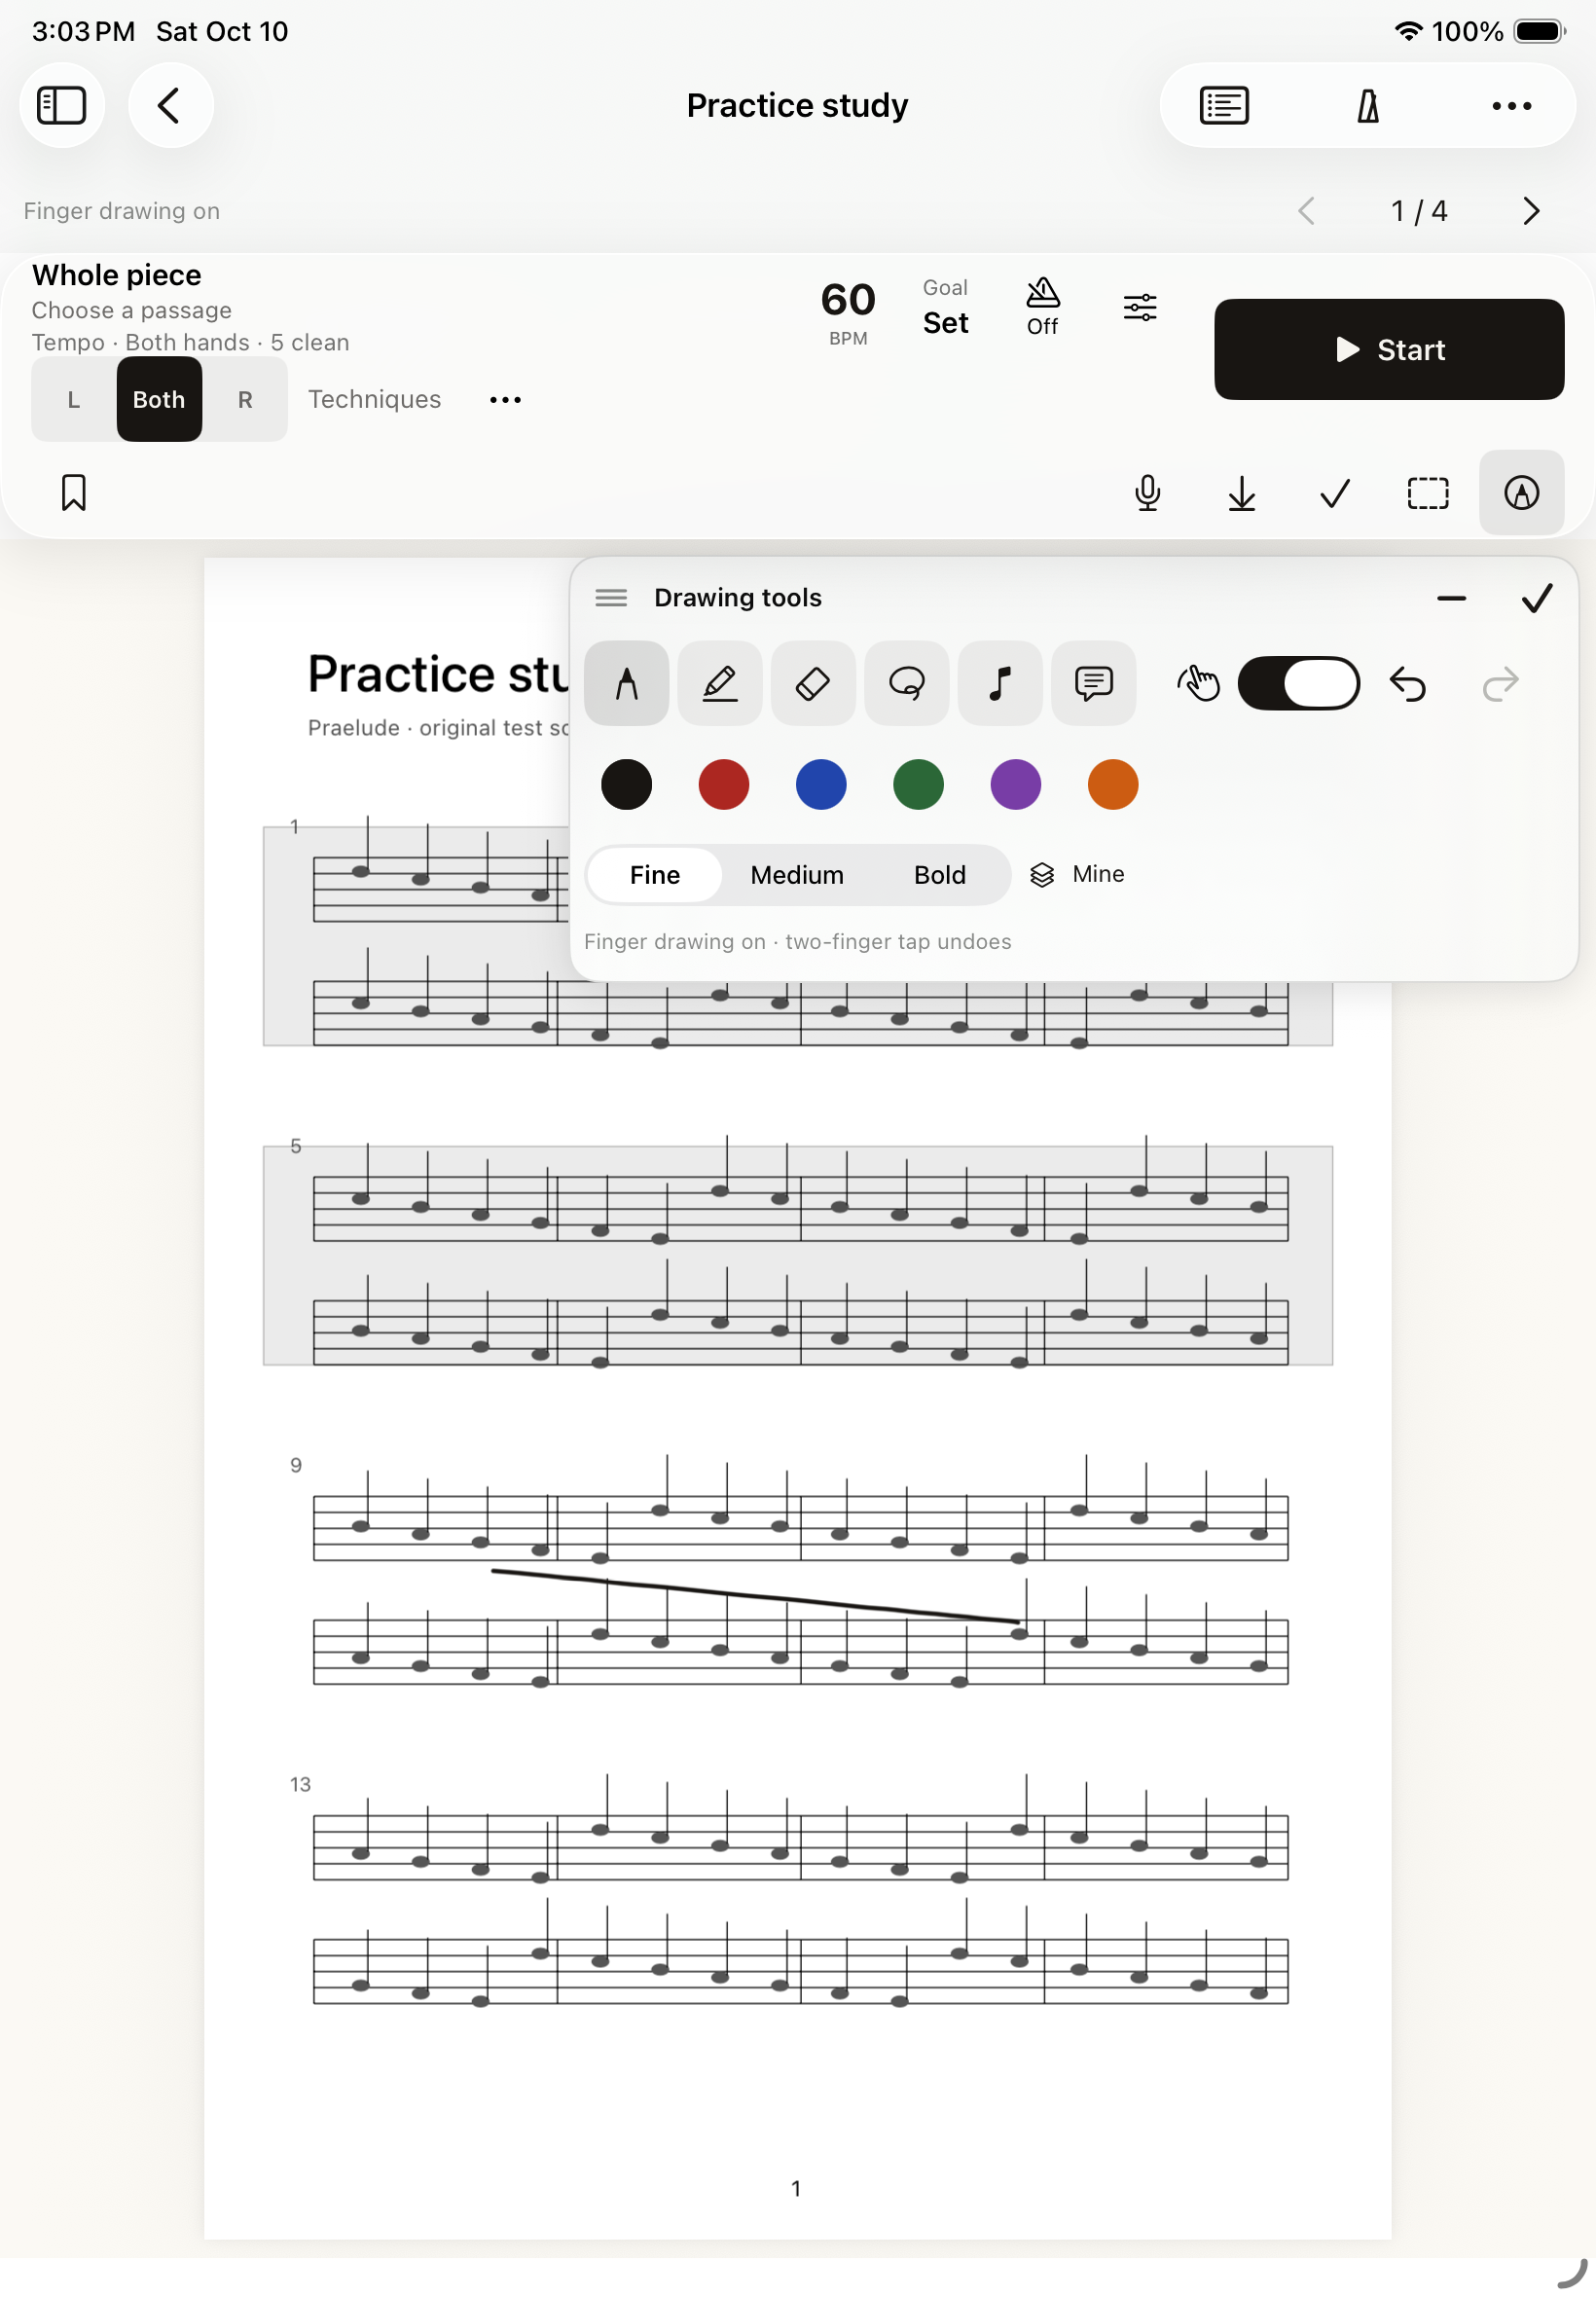 3:03 PM Sat Oct 10 100%
Practice study
Finger drawing on 1 / 4
Whole piece
Choose a passage
Tempo · Both hands · 5 clean
60 BPM
Goal Set
Off
Start
L Both R Techniques
Drawing tools
Practice stu
Praelude · original test sc
Fine Medium Bold Mine
Finger drawing on · two-finger tap undoes
1
5
9
13
1